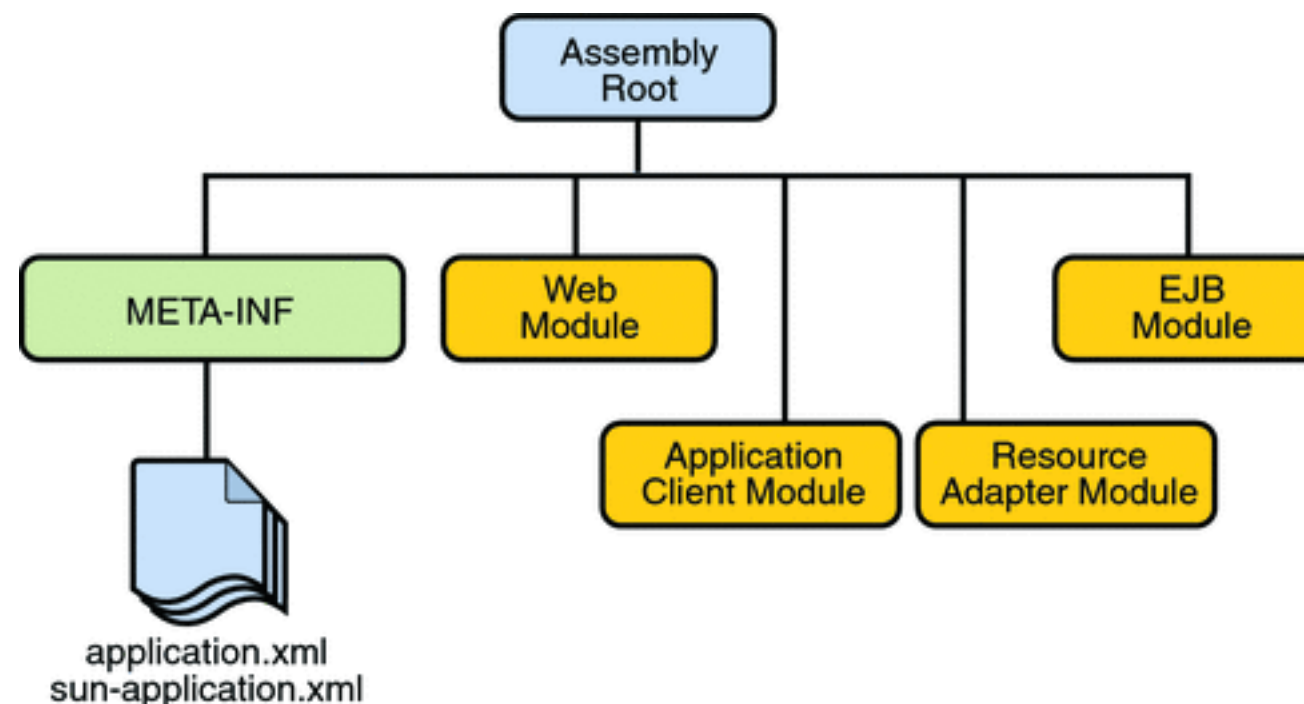 Assembly
Root
META-INF
Web
Module
EJB
Module
Application
Client Module
Resource
Adapter Module
application.xml
sun-application.xml